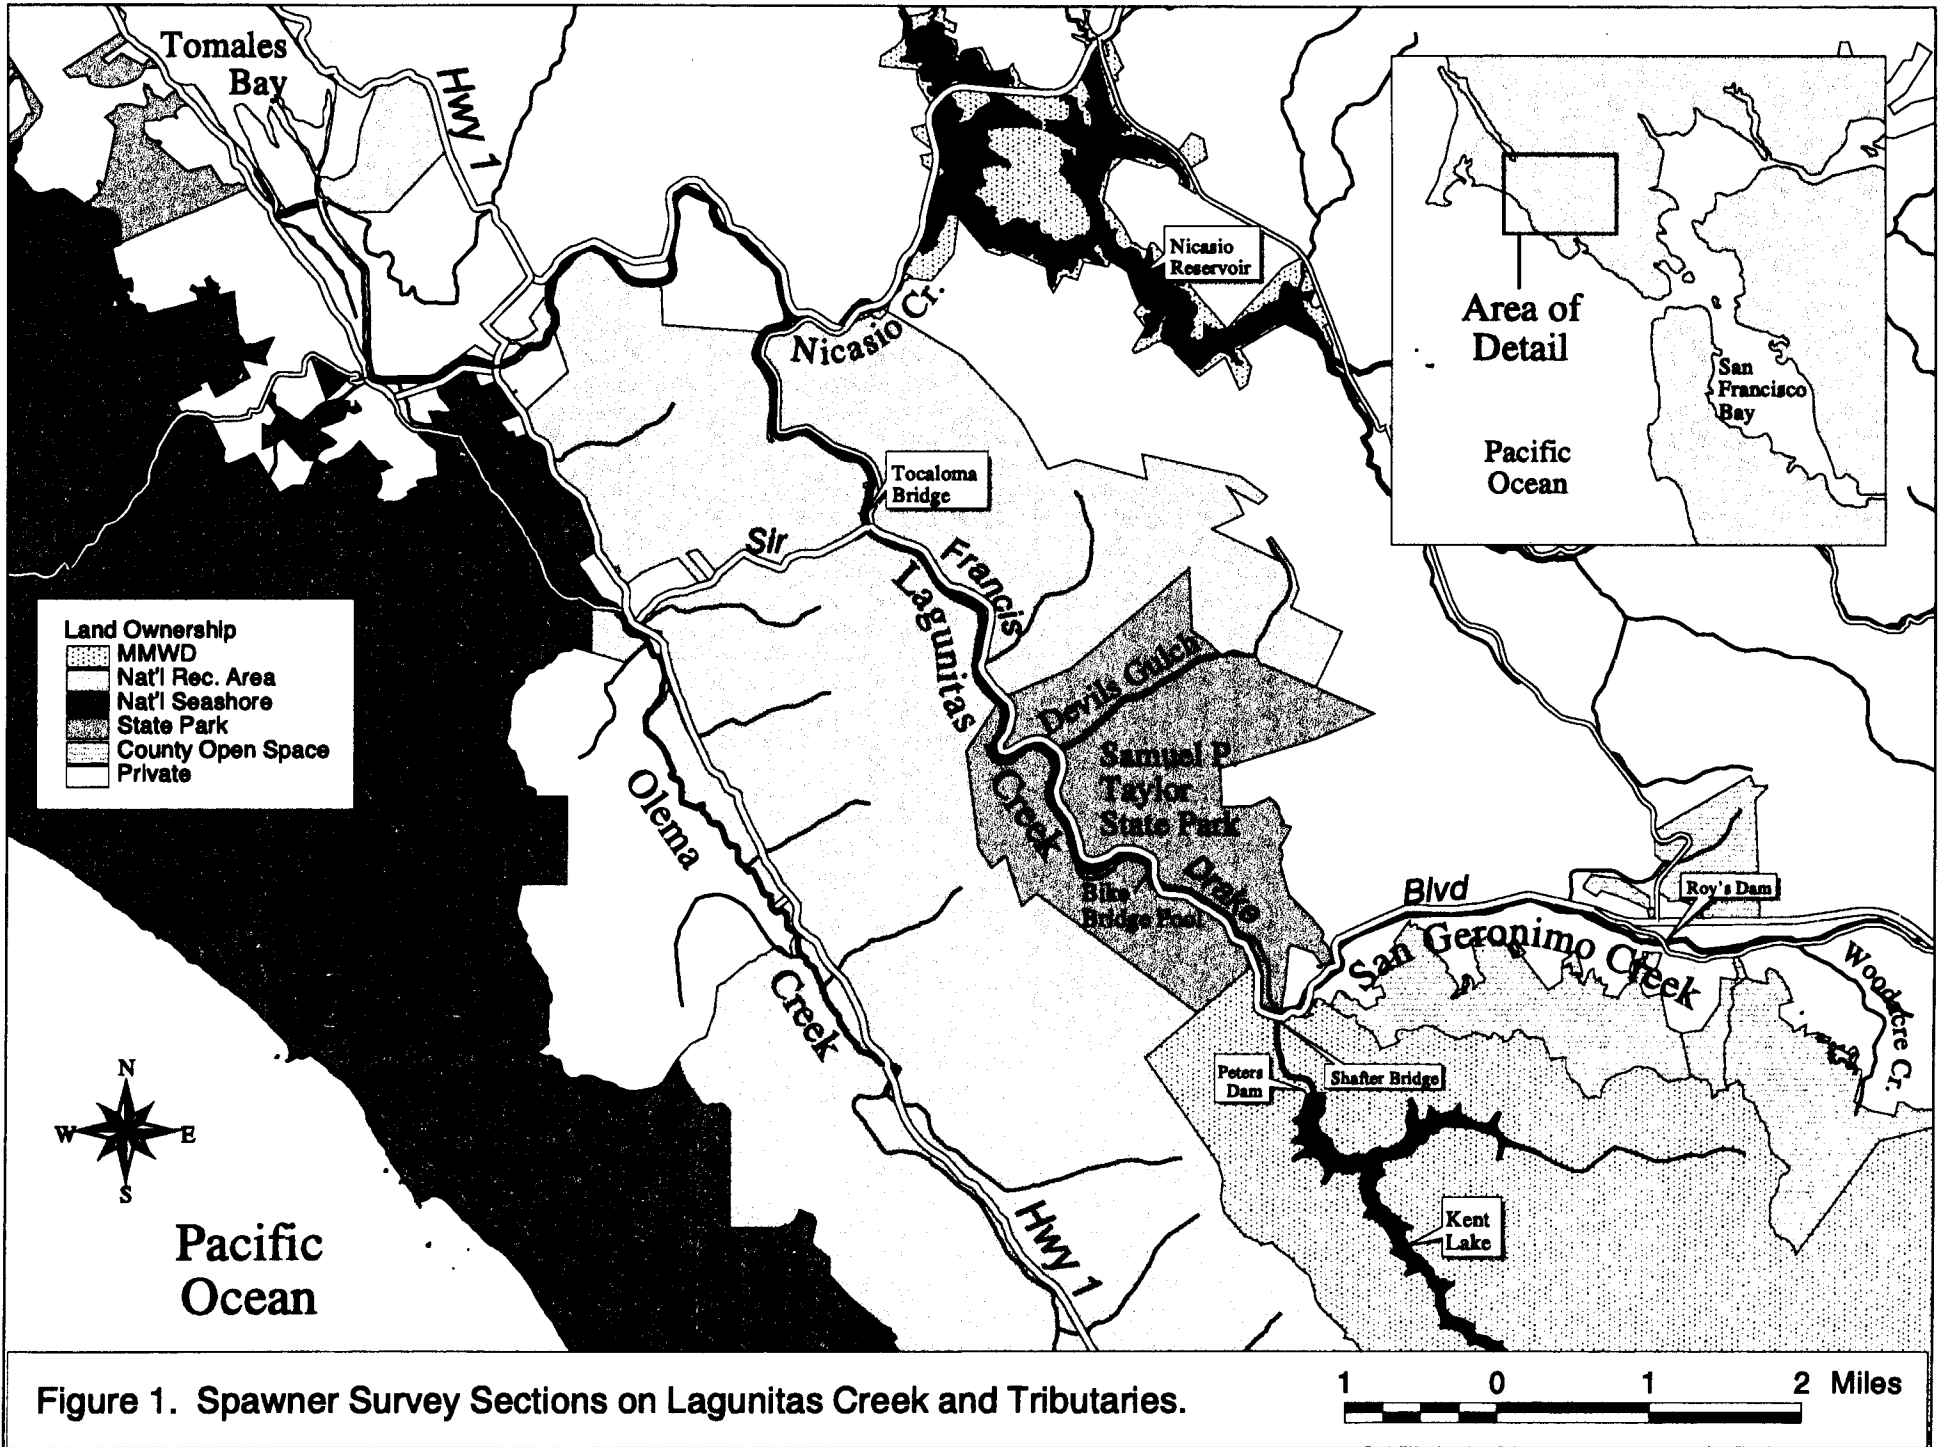 Tomales
Bay
Hwy 1
Nicasio
Reservoir
Nicasio Cr.
Area of
Detail
San
Francisco
Bay
Pacific
Ocean
Tocaloma
Bridge
Sir
Francis
Lagunitas
Creek
Devils Gulch
Samuel P.
Taylor
State Park
Bike
Bridge Pool
Drake
Blvd
Roy's Dam
San Geronimo Creek
Woodacre Cr.
Land Ownership
MMWD
Nat'l Rec. Area
Nat'l Seashore
State Park
County Open Space
Private
Olema
Creek
Peters
Dam
Shafter Bridge
Kent
Lake
Hwy 1
N
W E
S
Pacific
Ocean
Figure 1. Spawner Survey Sections on Lagunitas Creek and Tributaries.
1 0 1 2 Miles